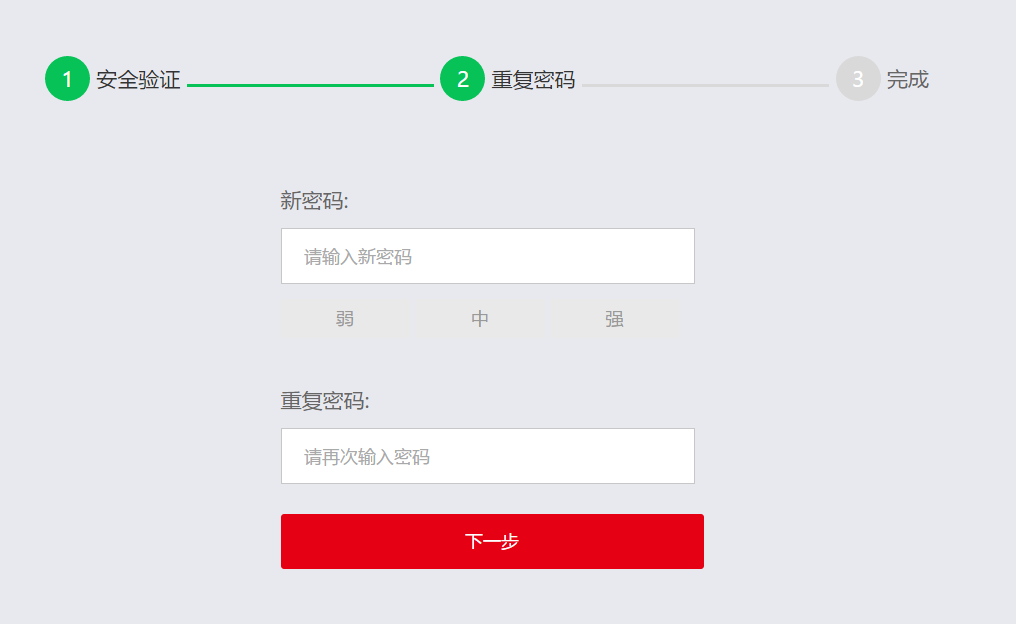 1 安全验证 2 重复密码 3 完成
新密码:
请输入新密码
弱 中 强
重复密码:
请再次输入密码
下一步